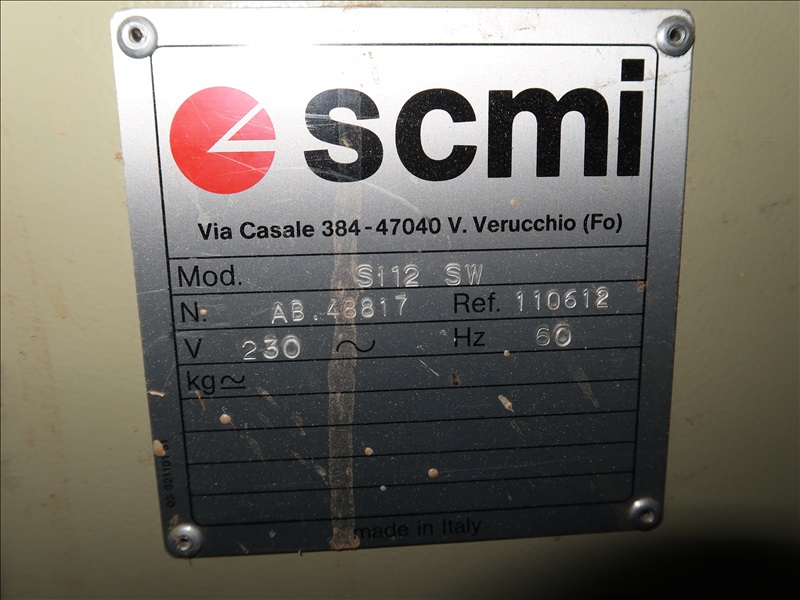 scmi
Via Casale 384-47040 V. Verucchio (Fo)
Mod. S112 SW
N. AB.48817 Ref. 110612
V 230 ~ Hz 60
kg≃
made in Italy